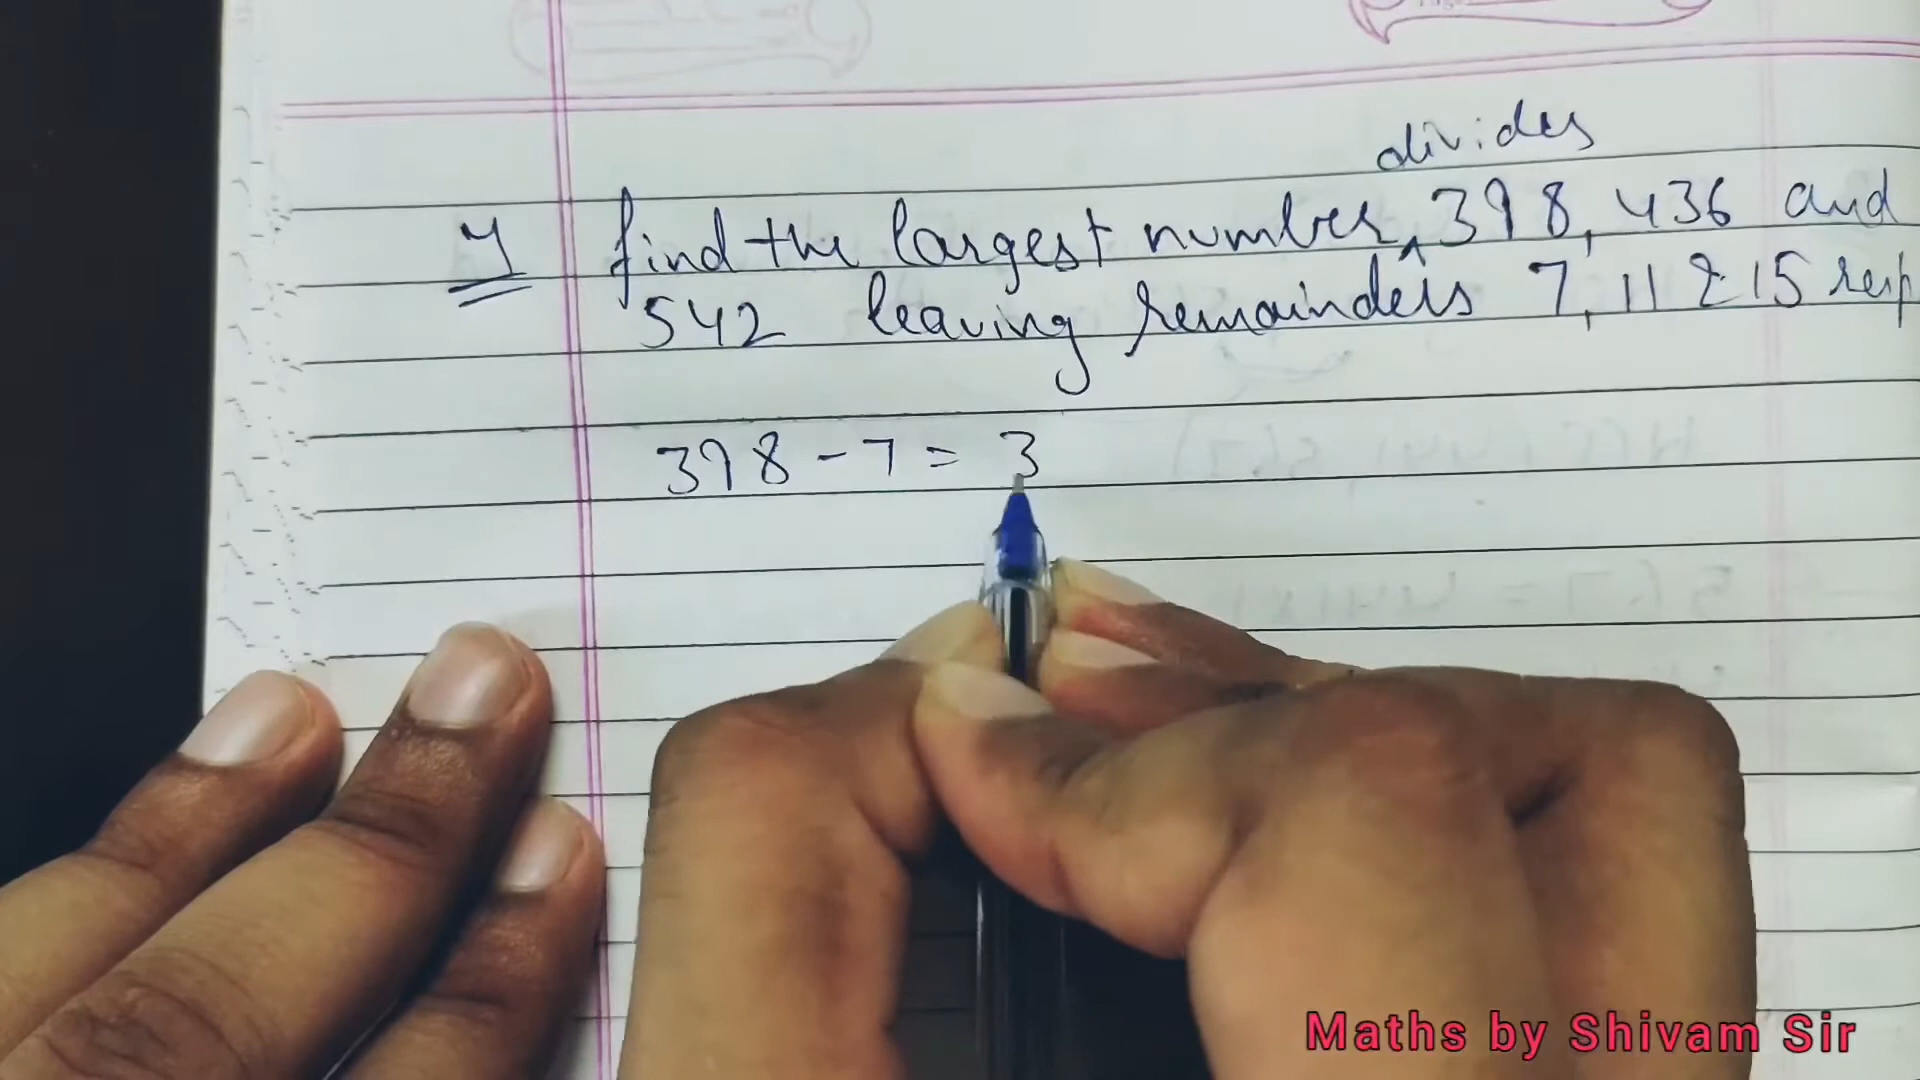 divides
1 find the largest number ‸ 398, 436 and
542 leaving remainders 7, 11 & 15 resp
398 - 7 = 3
Maths by Shivam Sir